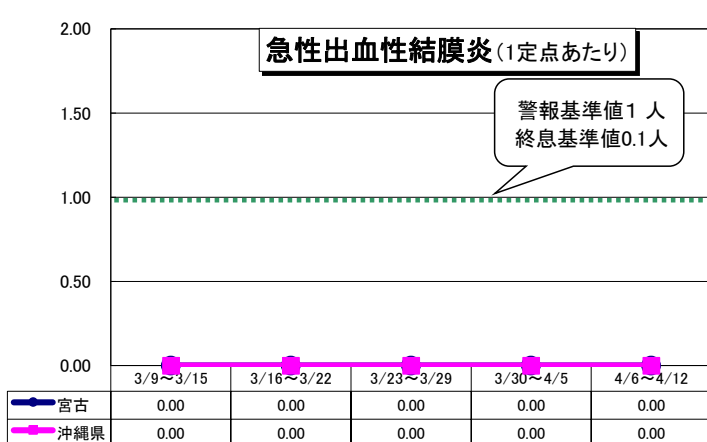 2.00
急性出血性結膜炎(1定点あたり)
1.50
警報基準値1 人
終息基準値0.1人
1.00
0.50
0.00
3/9～3/15 3/16～3/22 3/23～3/29 3/30～4/5 4/6～4/12
宮古 0.00 0.00 0.00 0.00 0.00
沖縄県 0.00 0.00 0.00 0.00 0.00